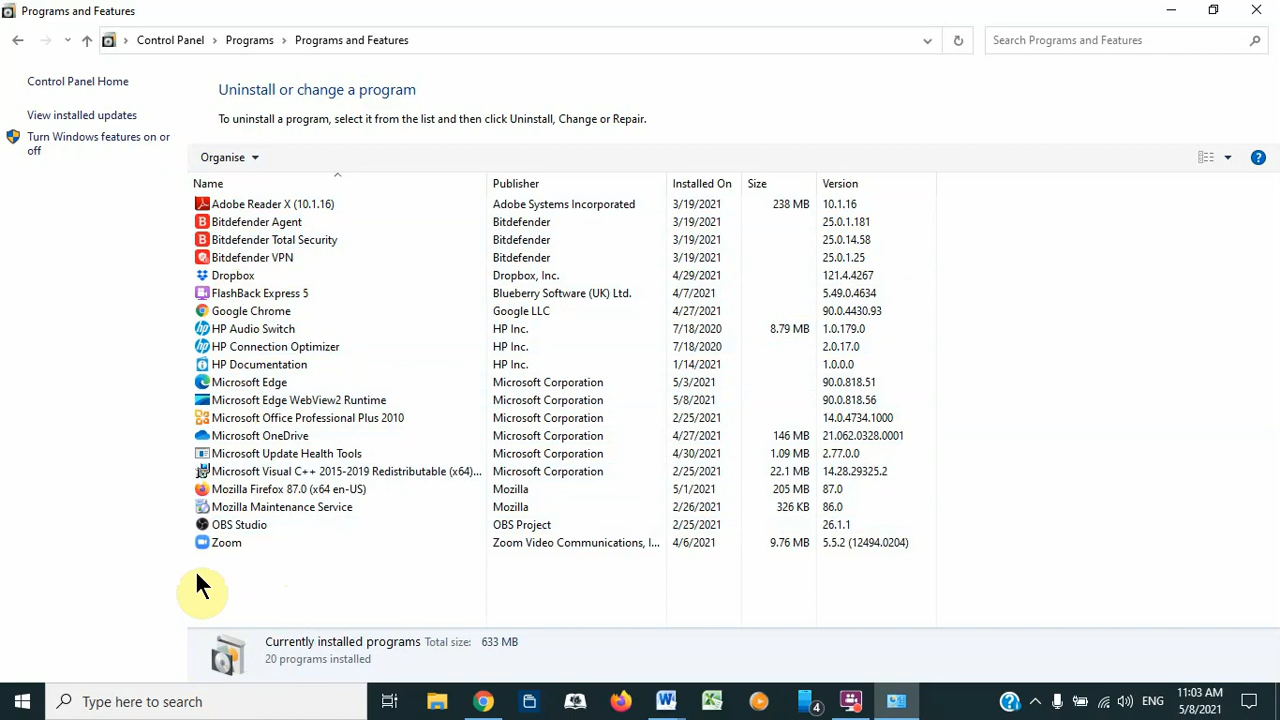 Programs and Features
Control Panel Programs Programs and Features
Search Programs and Features
Control Panel Home
View installed updates
Turn Windows features on or
off
Uninstall or change a program
To uninstall a program, select it from the list and then click Uninstall, Change or Repair.
Organise
Name Publisher Installed On Size Version
Adobe Reader X (10.1.16) Adobe Systems Incorporated 3/19/2021 238 MB 10.1.16
Bitdefender Agent Bitdefender 3/19/2021 25.0.1.181
Bitdefender Total Security Bitdefender 3/19/2021 25.0.14.58
Bitdefender VPN Bitdefender 3/19/2021 25.0.1.25
Dropbox Dropbox, Inc. 4/29/2021 121.4.4267
FlashBack Express 5 Blueberry Software (UK) Ltd. 4/7/2021 5.49.0.4634
Google Chrome Google LLC 4/27/2021 90.0.4430.93
HP Audio Switch HP Inc. 7/18/2020 8.79 MB 1.0.179.0
HP Connection Optimizer HP Inc. 7/18/2020 2.0.17.0
HP Documentation HP Inc. 1/14/2021 1.0.0.0
Microsoft Edge Microsoft Corporation 5/3/2021 90.0.818.51
Microsoft Edge WebView2 Runtime Microsoft Corporation 5/8/2021 90.0.818.56
Microsoft Office Professional Plus 2010 Microsoft Corporation 2/25/2021 14.0.4734.1000
Microsoft OneDrive Microsoft Corporation 4/27/2021 146 MB 21.062.0328.0001
Microsoft Update Health Tools Microsoft Corporation 4/30/2021 1.09 MB 2.77.0.0
Microsoft Visual C++ 2015-2019 Redistributable (x64)... Microsoft Corporation 2/25/2021 22.1 MB 14.28.29325.2
Mozilla Firefox 87.0 (x64 en-US) Mozilla 5/1/2021 205 MB 87.0
Mozilla Maintenance Service Mozilla 2/26/2021 326 KB 86.0
OBS Studio OBS Project 2/25/2021 26.1.1
Zoom Zoom Video Communications, I... 4/6/2021 9.76 MB 5.5.2 (12494.0204)
Currently installed programs Total size: 633 MB
20 programs installed
Type here to search
4
ENG
11:03 AM
5/8/2021